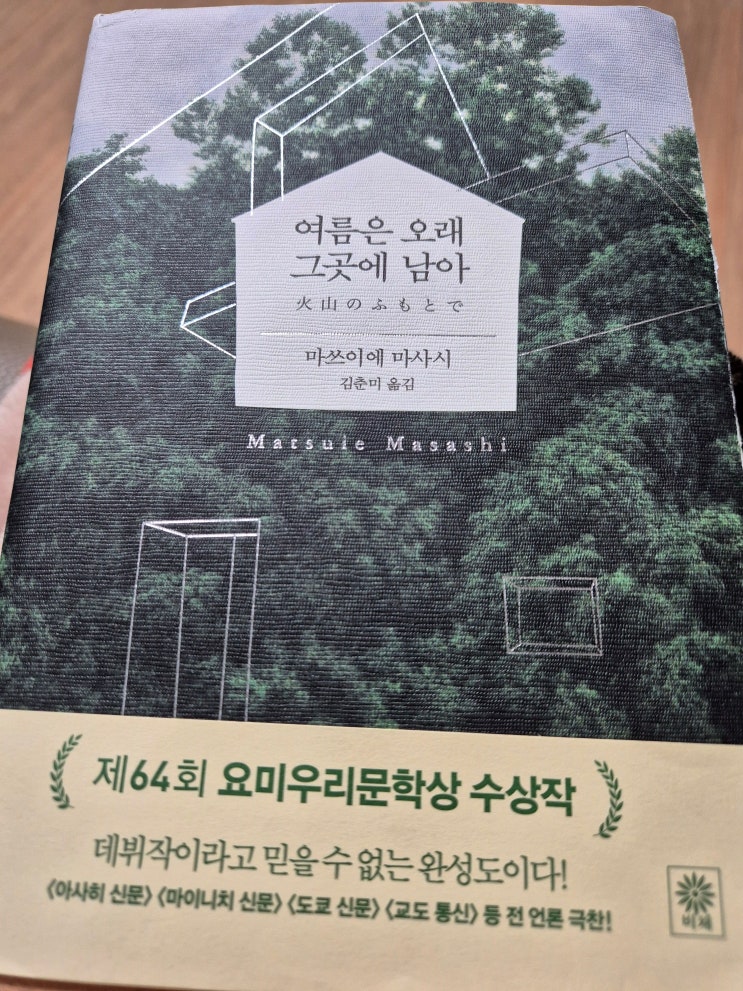 여름은 오래
그곳에 남아
火山のふもとで
마쓰이에 마사시
김춘미 옮김
Matsuie Masashi
제64회 요미우리문학상 수상작
데뷔작이라고 믿을 수 없는 완성도이다!
〈아사히 신문〉 〈마이니치 신문〉 〈도쿄 신문〉 〈교도 통신〉 등 전 언론 극찬!
비채